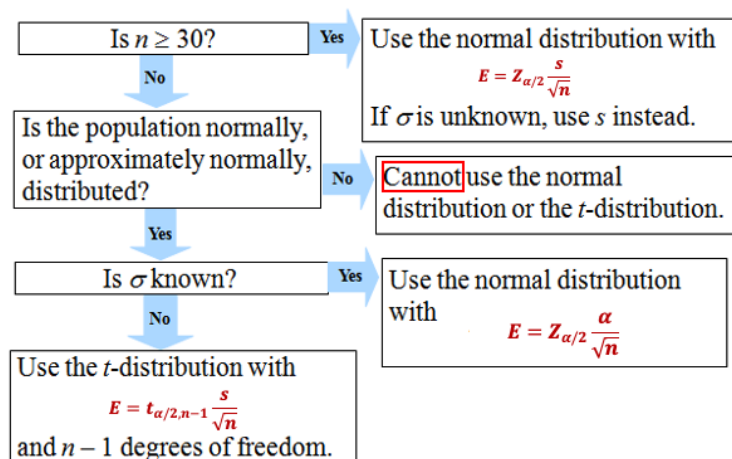 Is n ≥ 30?
Yes
Use the normal distribution with
E = Z_{α/2} s/√n
If σ is unknown, use s instead.
No
Is the population normally,
or approximately normally,
distributed?
No
Cannot use the normal
distribution or the t-distribution.
Yes
Is σ known?
Yes
Use the normal distribution
with
E = Z_{α/2} α/√n
No
Use the t-distribution with
E = t_{α/2,n−1} s/√n
and n – 1 degrees of freedom.